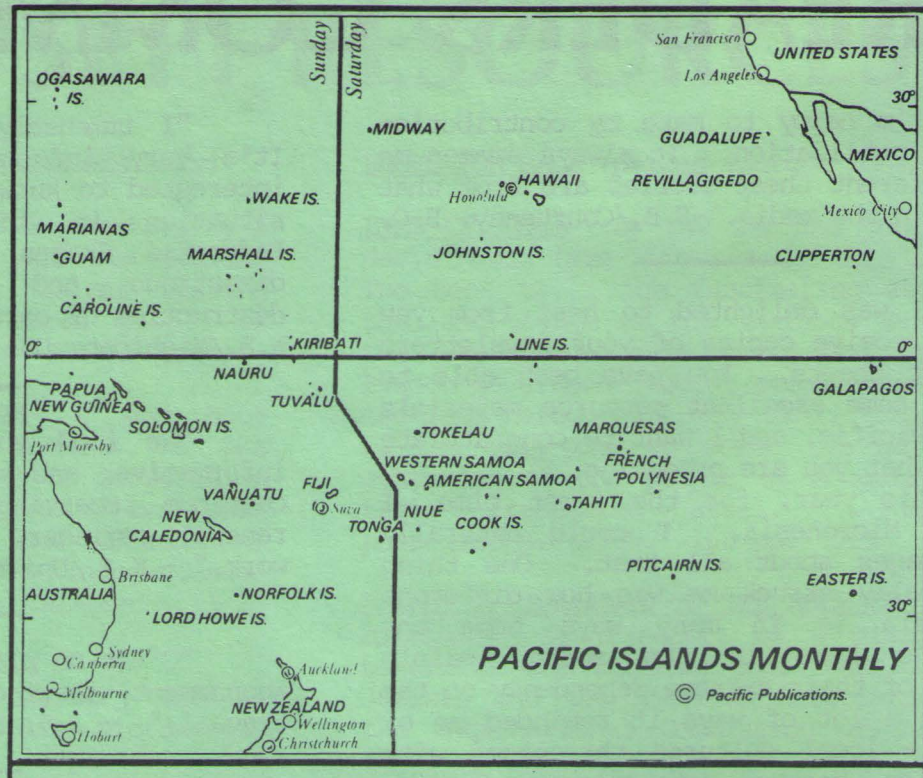 Sunday
Saturday
San Francisco
UNITED STATES
Los Angeles
OGASAWARA
IS.
30°
MIDWAY
GUADALUPE
MEXICO
HAWAII
Honolulu
REVILLAGIGEDO
WAKE IS.
Mexico City
MARIANAS
GUAM
MARSHALL IS.
JOHNSTON IS.
CLIPPERTON
CAROLINE IS.
0°
KIRIBATI
LINE IS.
0°
NAURU
GALAPAGOS
PAPUA
NEW GUINEA
TUVALU
SOLOMON IS.
Port Moresby
TOKELAU
MARQUESAS
WESTERN SAMOA
FRENCH
POLYNESIA
AMERICAN SAMOA
VANUATU
FIJI
Suva
NIUE
TAHITI
NEW
CALEDONIA
TONGA
COOK IS.
Brisbane
PITCAIRN IS.
EASTER IS.
AUSTRALIA
NORFOLK IS.
LORD HOWE IS.
30°
Sydney
Canberra
Auckland
PACIFIC ISLANDS MONTHLY
Melbourne
© Pacific Publications.
NEW ZEALAND
Hobart
Wellington
Christchurch